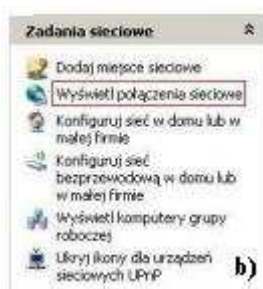 Zadania sieciowe
Dodaj miejsce sieciowe
Wyświetl połączenia sieciowe
Konfiguruj sieć w domu lub w
małej firmie
Konfiguruj sieć
bezprzewodową w domu lub
w małej firmie
Wyświetl komputery grupy
roboczej
Ukryj ikony dla urządzeń
sieciowych UPnP
b)